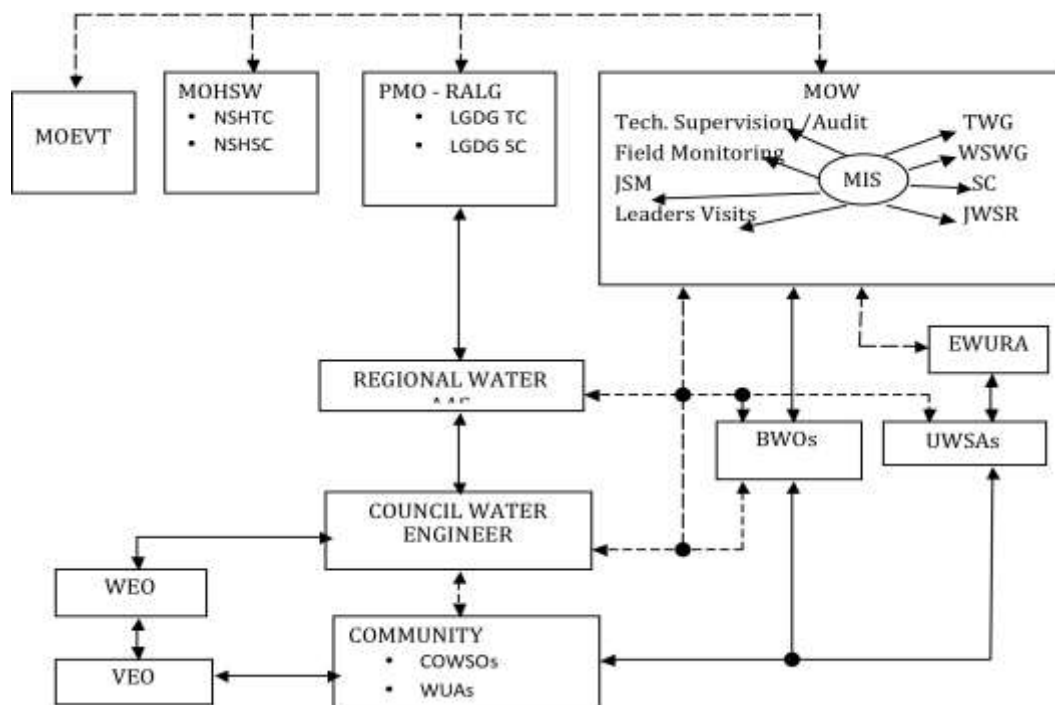 MOEVT
MOHSW
• NSHTC
• NSHSC
PMO - RALG
• LGDG TC
• LGDG SC
MOW
Tech. Supervision /Audit
Field Monitoring
JSM
Leaders Visits
MIS
TWG
WSWG
SC
JWSR
EWURA
REGIONAL WATER
BWOs
UWSAs
COUNCIL WATER
ENGINEER
WEO
VEO
COMMUNITY
• COWSOs
• WUAs